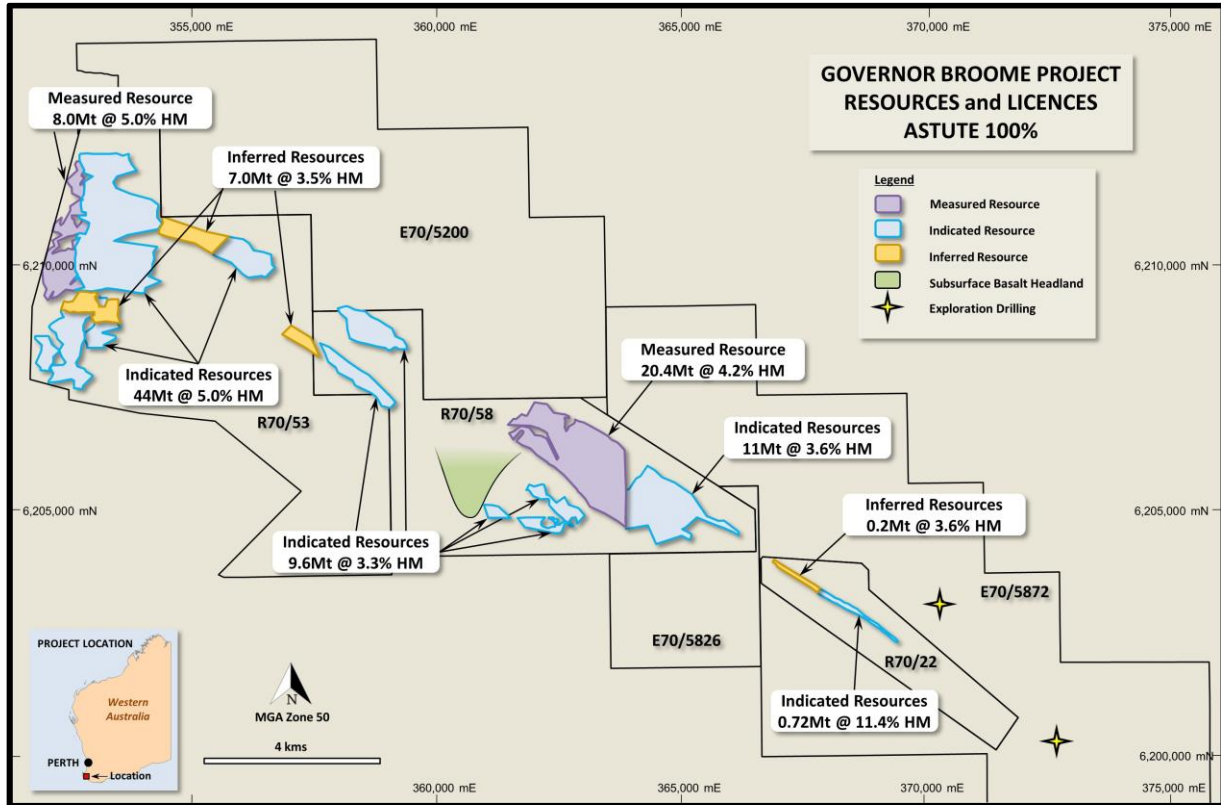 355,000 mE
360,000 mE
365,000 mE
370,000 mE
375,000 mE
GOVERNOR BROOME PROJECT
RESOURCES and LICENCES
ASTUTE 100%
Measured Resource
8.0Mt @ 5.0% HM
Inferred Resources
7.0Mt @ 3.5% HM
Legend
Measured Resource
Indicated Resource
Inferred Resource
Subsurface Basalt Headland
Exploration Drilling
E70/5200
6,210,000 mN
6,210,000 mN
Measured Resource
20.4Mt @ 4.2% HM
Indicated Resources
44Mt @ 5.0% HM
R70/53
R70/58
Indicated Resources
11Mt @ 3.6% HM
6,205,000 mN
6,205,000 mN
Inferred Resources
0.2Mt @ 3.6% HM
Indicated Resources
9.6Mt @ 3.3% HM
E70/5872
E70/5826
R70/22
PROJECT LOCATION
Western
Australia
PERTH
Location
N
MGA Zone 50
4 kms
Indicated Resources
0.72Mt @ 11.4% HM
6,200,000 mN
360,000 mE
365,000 mE
370,000 mE
375,000 mE